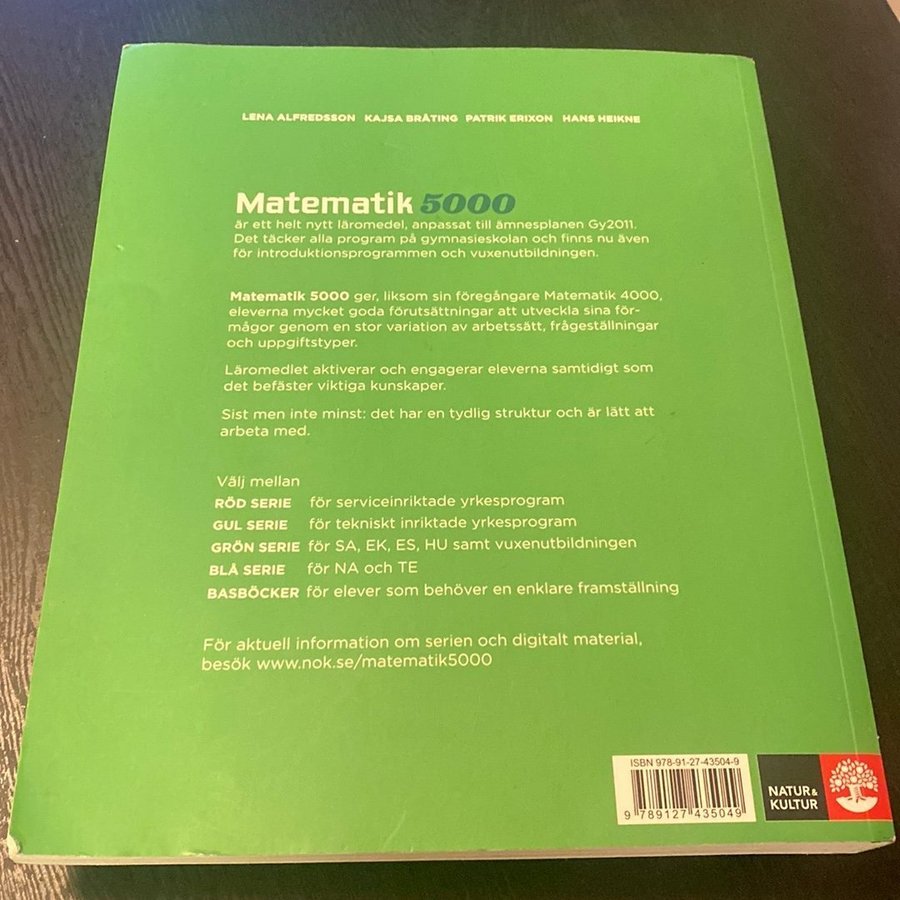 LENA ALFREDSSON KAJSA BRÅTING PATRIK ERIXON HANS HEIKNE
Matematik 5000
är ett helt nytt läromedel, anpassat till ämnesplanen Gy2011.
Det täcker alla program på gymnasieskolan och finns nu även
för introduktionsprogrammen och vuxenutbildningen.
Matematik 5000 ger, liksom sin föregångare Matematik 4000,
eleverna mycket goda förutsättningar att utveckla sina för-
mågor genom en stor variation av arbetssätt, frågeställningar
och uppgiftstyper.
Läromedlet aktiverar och engagerar eleverna samtidigt som
det befäster viktiga kunskaper.
Sist men inte minst: det har en tydlig struktur och är lätt att
arbeta med.
Välj mellan
RÖD SERIE för serviceinriktade yrkesprogram
GUL SERIE för tekniskt inriktade yrkesprogram
GRÖN SERIE för SA, EK, ES, HU samt vuxenutbildningen
BLÅ SERIE för NA och TE
BASBÖCKER för elever som behöver en enklare framställning
För aktuell information om serien och digitalt material,
besök www.nok.se/matematik5000
ISBN 978-91-27-43504-9
9 789127 435049
NATUR &
KULTUR